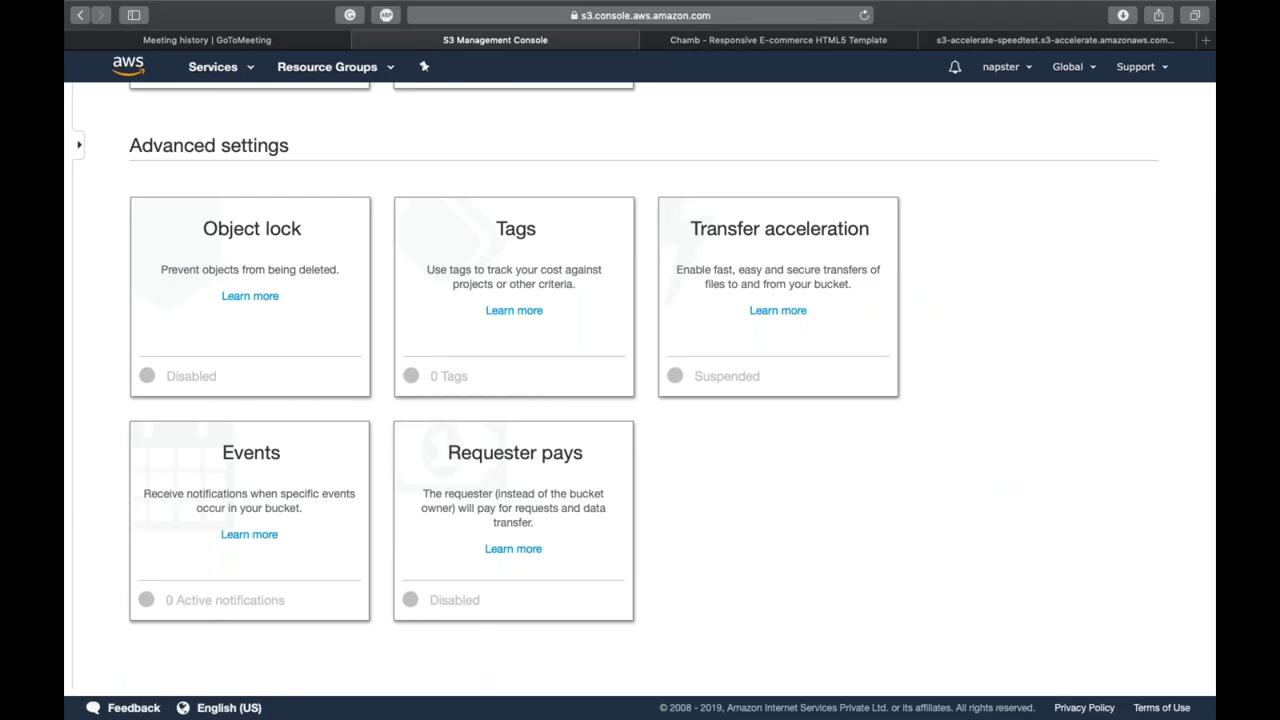 s3.console.aws.amazon.com
Meeting history | GoToMeeting
S3 Management Console
Chamb - Responsive E-commerce HTML5 Template
s3-accelerate-speedtest.s3-accelerate.amazonaws.com...
aws
Services
Resource Groups
napster
Global
Support
Advanced settings
Object lock
Prevent objects from being deleted.
Learn more
Disabled
Tags
Use tags to track your cost against
projects or other criteria.
Learn more
0 Tags
Transfer acceleration
Enable fast, easy and secure transfers of
files to and from your bucket.
Learn more
Suspended
Events
Receive notifications when specific events
occur in your bucket.
Learn more
0 Active notifications
Requester pays
The requester (instead of the bucket
owner) will pay for requests and data
transfer.
Learn more
Disabled
Feedback
English (US)
© 2008 - 2019, Amazon Internet Services Private Ltd. or its affiliates. All rights reserved.
Privacy Policy
Terms of Use